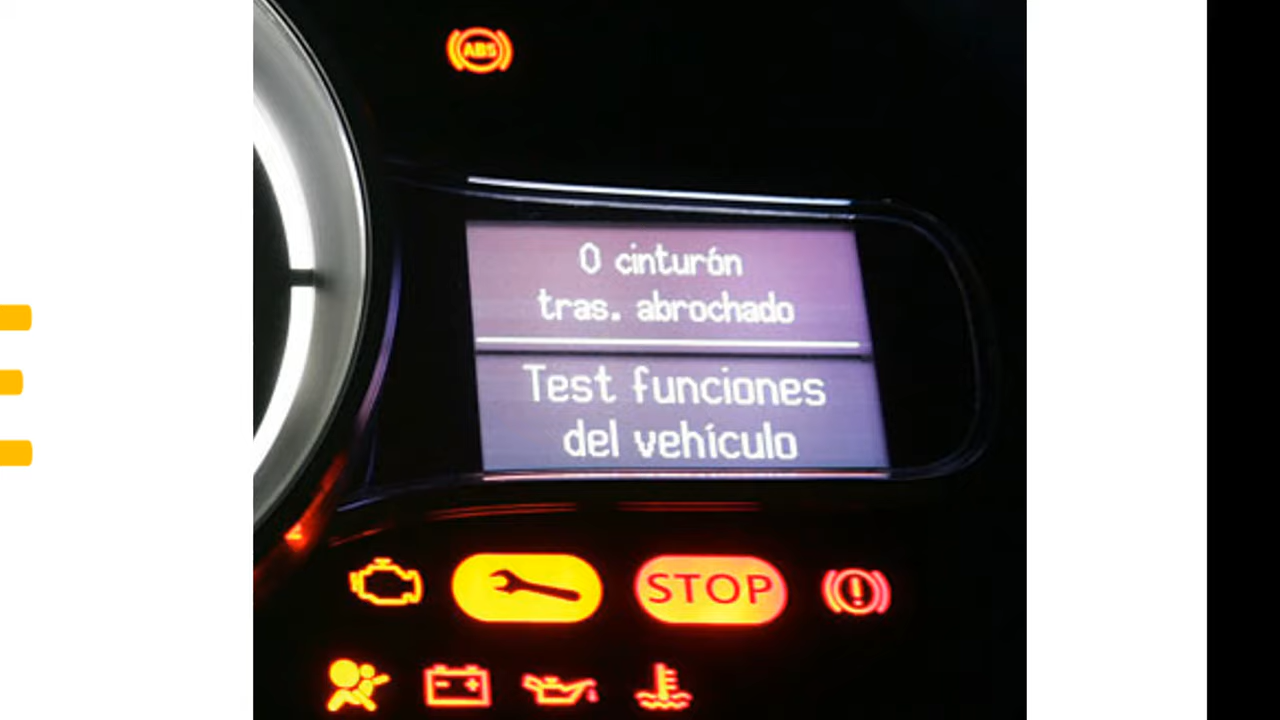 ABS
0 cinturón
tras. abrochado
Test funciones
del vehículo
STOP